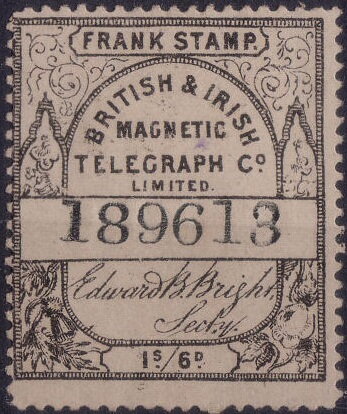 FRANK STAMP.
BRITISH & IRISH
MAGNETIC
TELEGRAPH Co.
LIMITED.
189613
Edward B. Bright
Secty.
1s/6D